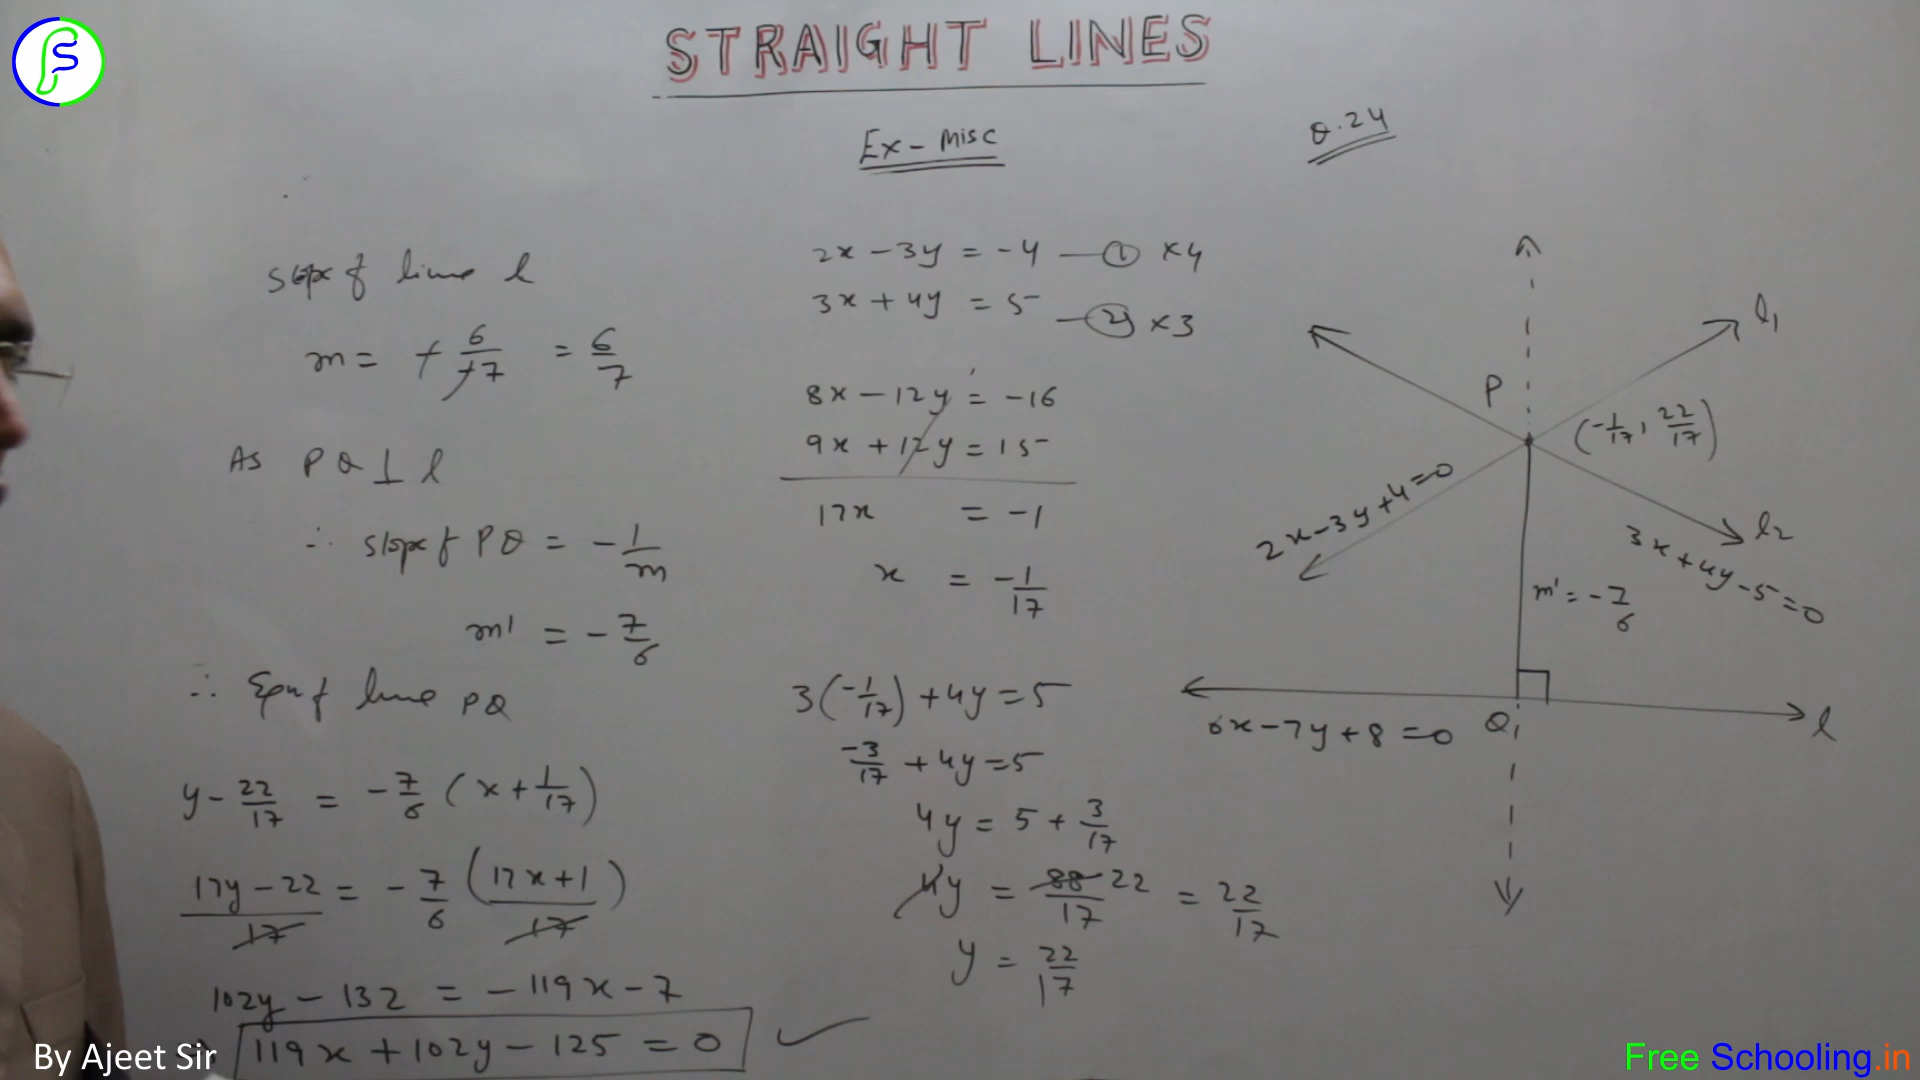 STRAIGHT LINES
Ex - Misc
Q.24
slope of line l
m = + 6/+7 = 6/7
As PQ ⊥ l
∴ slope of PQ = - 1/m
m' = - 7/6
∴ Eqn of line PQ
y - 22/17 = - 7/6 (x + 1/17)
17y - 22/17 = - 7/6 (17x + 1/17)
102y - 132 = - 119x - 7
119x + 102y - 125 = 0
2x - 3y = - 4 — ① ×4
3x + 4y = 5 — ② ×3
8x - 12y = - 16
9x + 12y = 15
17x = - 1
x = - 1/17
3(- 1/17) + 4y = 5
- 3/17 + 4y = 5
4y = 5 + 3/17
4y = 88/17 22 = 22/17
y = 22/17
l1
P
(- 1/17, 22/17)
2x - 3y + 4 = 0
l2
3x + 4y - 5 = 0
m' = - 7/6
6x - 7y + 8 = 0
Q
l
By Ajeet Sir
Free Schooling.in
fS